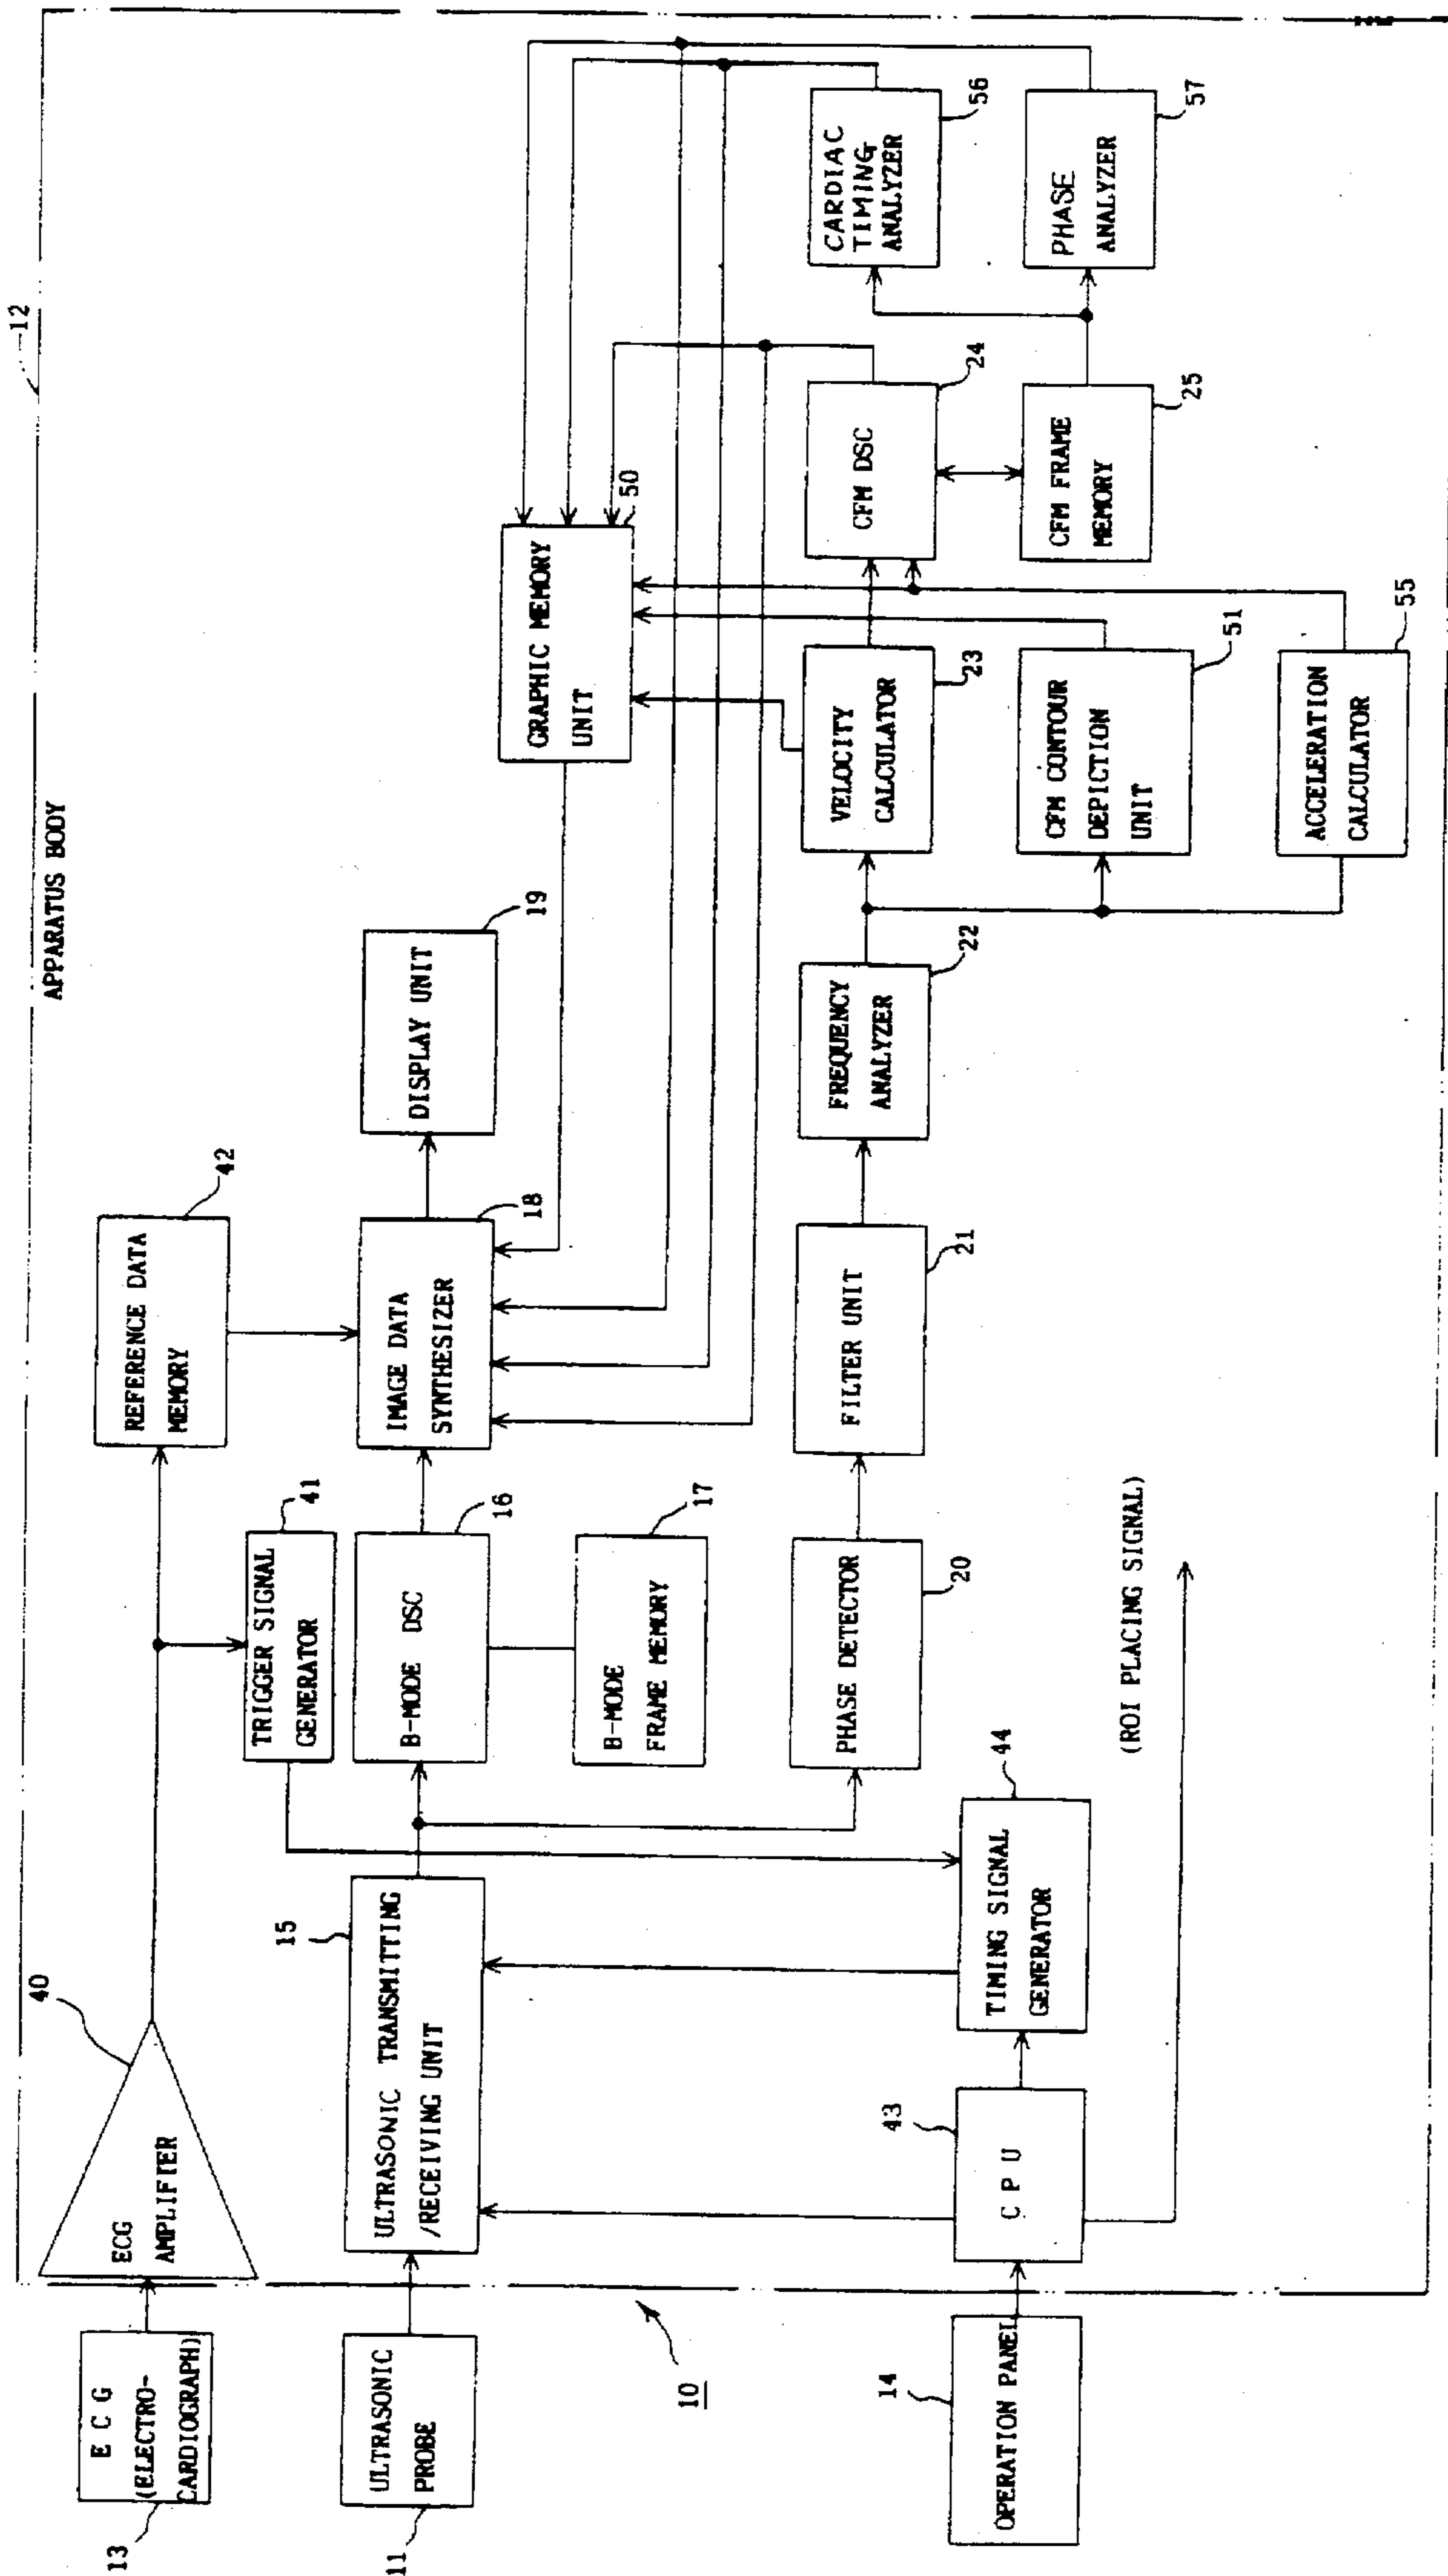 APPARATUS BODY
12
13
E C G
(ELECTRO-
CARDIOGRAPH)
40
ECG
AMPLIFIER
REFERENCE DATA
MEMORY
42
TRIGGER SIGNAL
GENERATOR
41
11
ULTRASONIC
PROBE
15
ULTRASONIC TRANSMITTING
/RECEIVING UNIT
B-MODE DSC
16
B-MODE
FRAME MEMORY
17
IMAGE DATA
SYNTHESIZER
18
DISPLAY UNIT
19
GRAPHIC MEMORY
UNIT
50
10
PHASE DETECTOR
20
FILTER UNIT
21
FREQUENCY
ANALYZER
22
VELOCITY
CALCULATOR
23
CFM DSC
24
CARDIAC
TIMING
ANALYZER
56
CFM CONTOUR
DEPICTION
UNIT
51
CFM FRAME
MEMORY
25
PHASE
ANALYZER
57
ACCELERATION
CALCULATOR
55
14
OPERATION PANEL
43
C P U
TIMING SIGNAL
GENERATOR
44
(ROI PLACING SIGNAL)